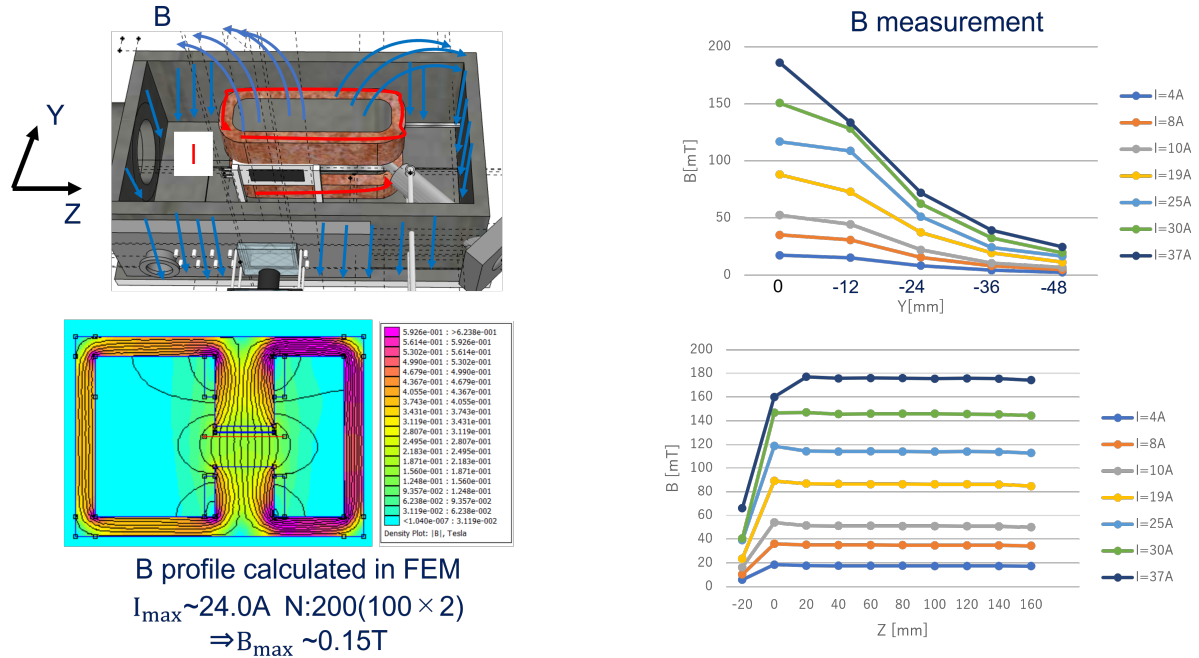 B
Y
Z
I
B measurement
200
150
100
50
0
B[mT]
0 -12 -24 -36 -48
Y[mm]
I=4A
I=8A
I=10A
I=19A
I=25A
I=30A
I=37A
5.926e-001 : >6.238e-001
5.614e-001 : 5.926e-001
5.302e-001 : 5.614e-001
4.990e-001 : 5.302e-001
4.679e-001 : 4.990e-001
4.367e-001 : 4.679e-001
4.055e-001 : 4.367e-001
3.743e-001 : 4.055e-001
3.431e-001 : 3.743e-001
3.119e-001 : 3.431e-001
2.807e-001 : 3.119e-001
2.495e-001 : 2.807e-001
2.183e-001 : 2.495e-001
1.871e-001 : 2.183e-001
1.560e-001 : 1.871e-001
1.248e-001 : 1.560e-001
9.357e-002 : 1.248e-001
6.238e-002 : 9.357e-002
3.119e-002 : 6.238e-002
<1.040e-007 : 3.119e-002
Density Plot: |B|, Tesla
B profile calculated in FEM
Imax~24.0A N:200(100×2)
⇒Bmax ~0.15T
200
180
160
140
120
100
80
60
40
20
0
B [mT]
-20 0 20 40 60 80 100 120 140 160
Z [mm]
I=4A
I=8A
I=10A
I=19A
I=25A
I=30A
I=37A